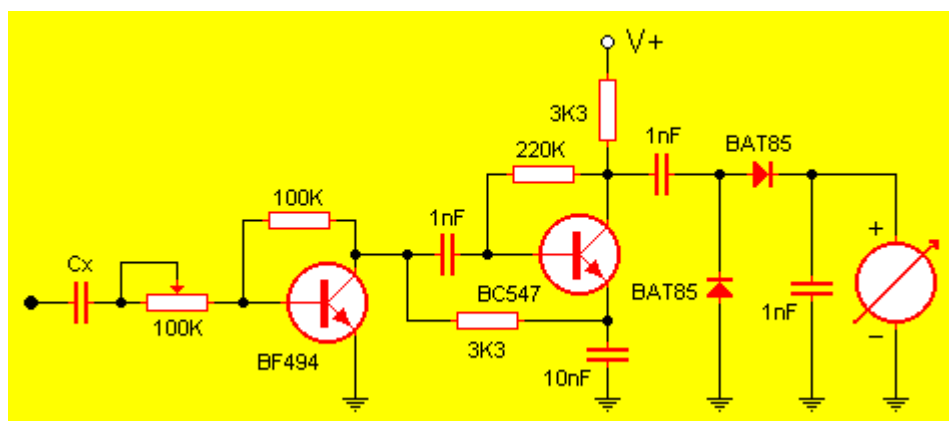 V+
3K3
1nF
BAT85
220K
100K
1nF
Cx
+
BC547
BAT85
1nF
100K
3K3
−
BF494
10nF